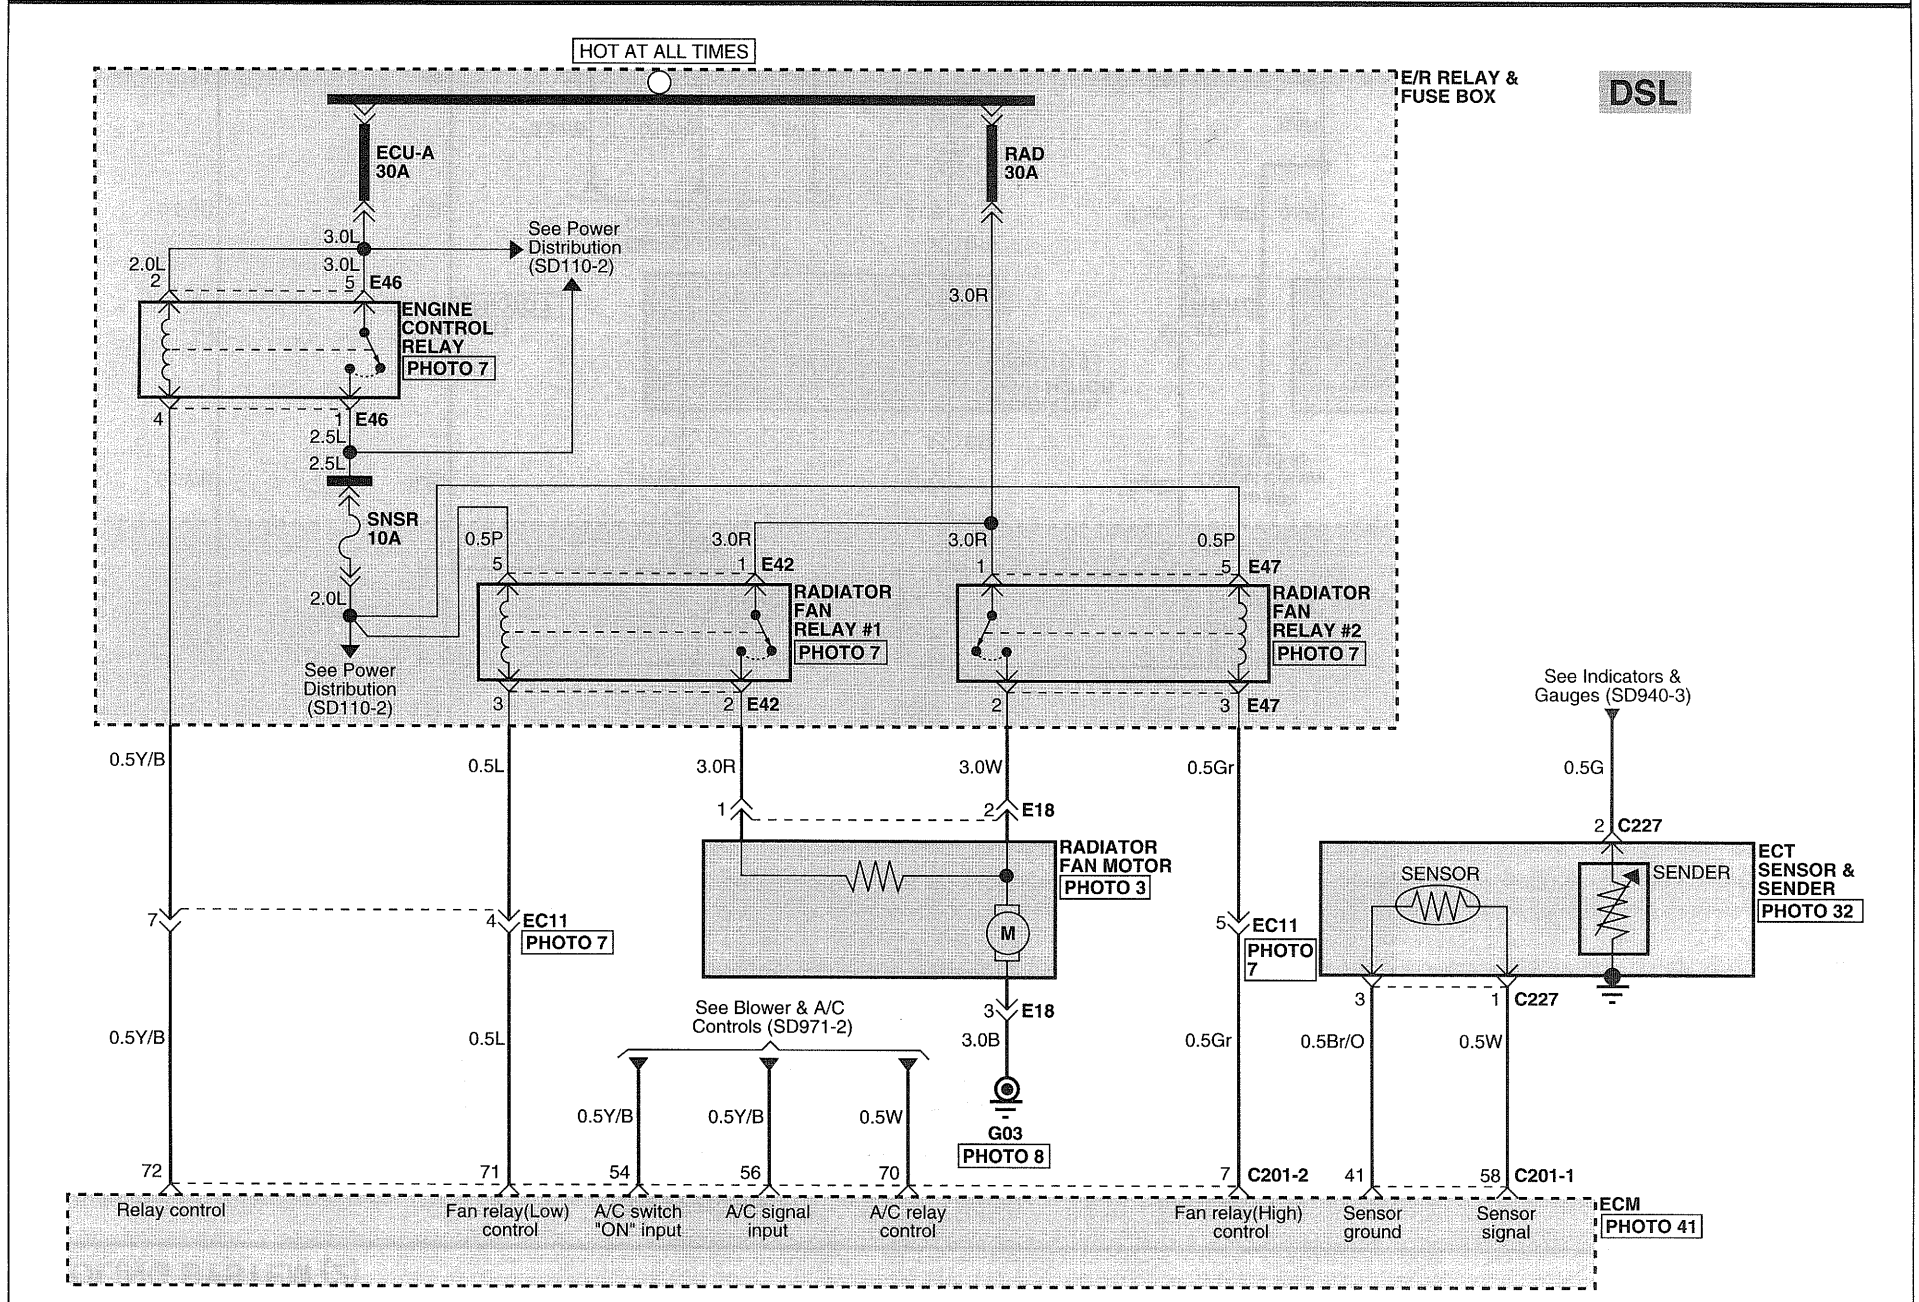 HOT AT ALL TIMES
E/R RELAY &
FUSE BOX
DSL
ECU-A
30A
RAD
30A
See Power
Distribution
(SD110-2)
3.0L
2.0L
3.0L
2
5
E46
3.0R
ENGINE
CONTROL
RELAY
PHOTO 7
4
1
E46
2.5L
2.5L
SNSR
10A
2.0L
0.5P
3.0R
3.0R
0.5P
5
1
E42
1
5
E47
RADIATOR
FAN
RELAY #1
PHOTO 7
RADIATOR
FAN
RELAY #2
PHOTO 7
See Power
Distribution
(SD110-2)
3
2
E42
2
3
E47
See Indicators &
Gauges (SD940-3)
0.5Y/B
0.5L
3.0R
3.0W
0.5Gr
0.5G
1
2
E18
2
C227
RADIATOR
FAN MOTOR
PHOTO 3
M
SENSOR
SENDER
ECT
SENSOR &
SENDER
PHOTO 32
7
4
EC11
PHOTO 7
5
EC11
PHOTO
7
3
E18
3
1
C227
See Blower & A/C
Controls (SD971-2)
0.5Y/B
0.5L
3.0B
0.5Gr
0.5Br/O
0.5W
0.5Y/B
0.5Y/B
0.5W
G03
PHOTO 8
72
71
54
56
70
7
C201-2
41
58
C201-1
Relay control
Fan relay(Low)
control
A/C switch
"ON" input
A/C signal
input
A/C relay
control
Fan relay(High)
control
Sensor
ground
Sensor
signal
ECM
PHOTO 41